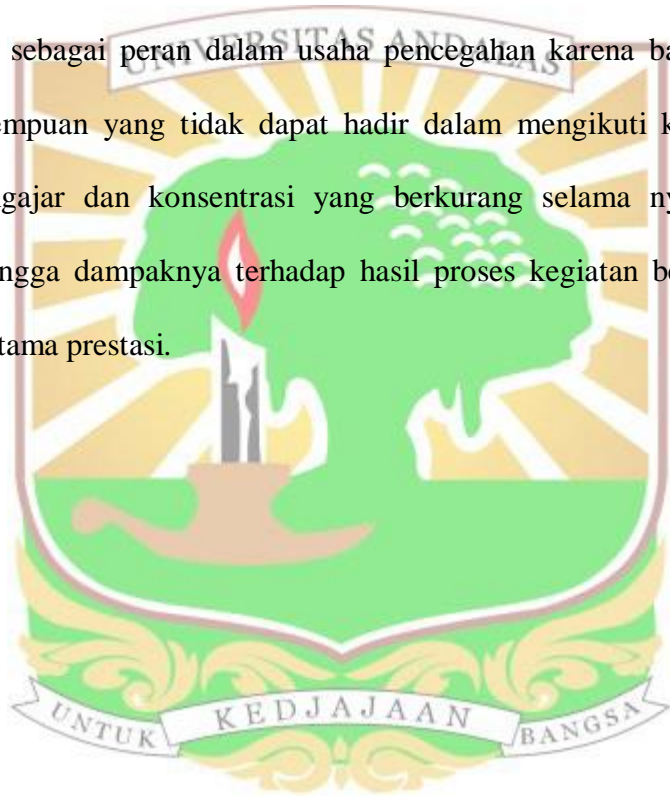 sebagai peran dalam usaha pencegahan karena ba
empuan yang tidak dapat hadir dalam mengikuti k
gajar dan konsentrasi yang berkurang selama ny
ngga dampaknya terhadap hasil proses kegiatan be
tama prestasi.
UNIVERSITAS ANDALAS
UNTUK KEDJAJAAN BANGSA